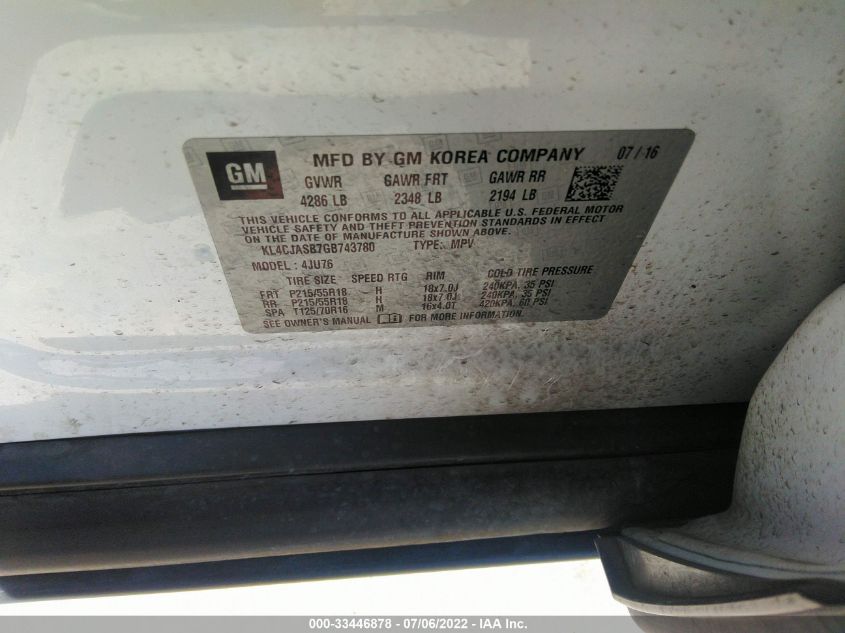 GM
MFD BY GM KOREA COMPANY 07/16
GVWR GAWR FRT GAWR RR
4286 LB 2348 LB 2194 LB
THIS VEHICLE CONFORMS TO ALL APPLICABLE U.S. FEDERAL MOTOR
VEHICLE SAFETY AND THEFT PREVENTION STANDARDS IN EFFECT
ON THE DATE OF MANUFACTURE SHOWN ABOVE.
KL4CJASB7GB743780 TYPE: MPV
MODEL: 4JU76
TIRE SIZE SPEED RTG RIM COLD TIRE PRESSURE
FRT P215/55R18 H 18x7.0J 240KPA, 35 PSI
RR P215/55R18 H 18x7.0J 240KPA, 35 PSI
SPA T125/70R16 M 16x4.0T 420KPA, 60 PSI
SEE OWNER'S MANUAL FOR MORE INFORMATION.
000-33446878 - 07/06/2022 - IAA Inc.